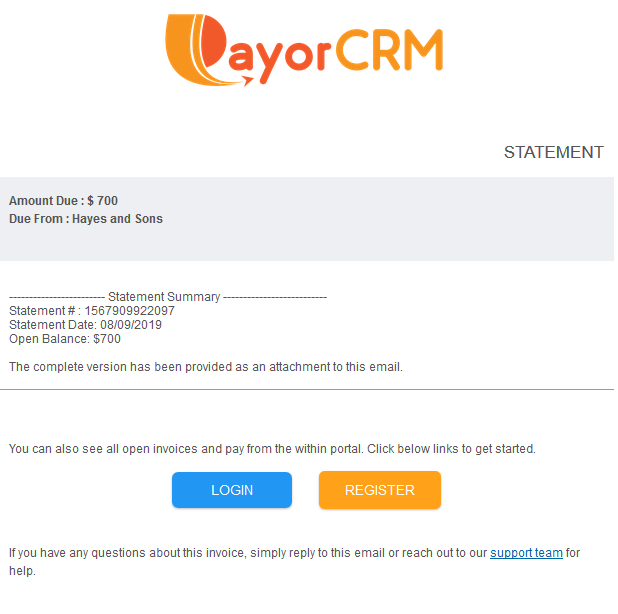 PayorCRM
STATEMENT
Amount Due : $ 700
Due From : Hayes and Sons
------------------------ Statement Summary --------------------------
Statement # : 1567909922097
Statement Date: 08/09/2019
Open Balance: $700
The complete version has been provided as an attachment to this email.
You can also see all open invoices and pay from the within portal. Click below links to get started.
LOGIN REGISTER
If you have any questions about this invoice, simply reply to this email or reach out to our support team for
help.